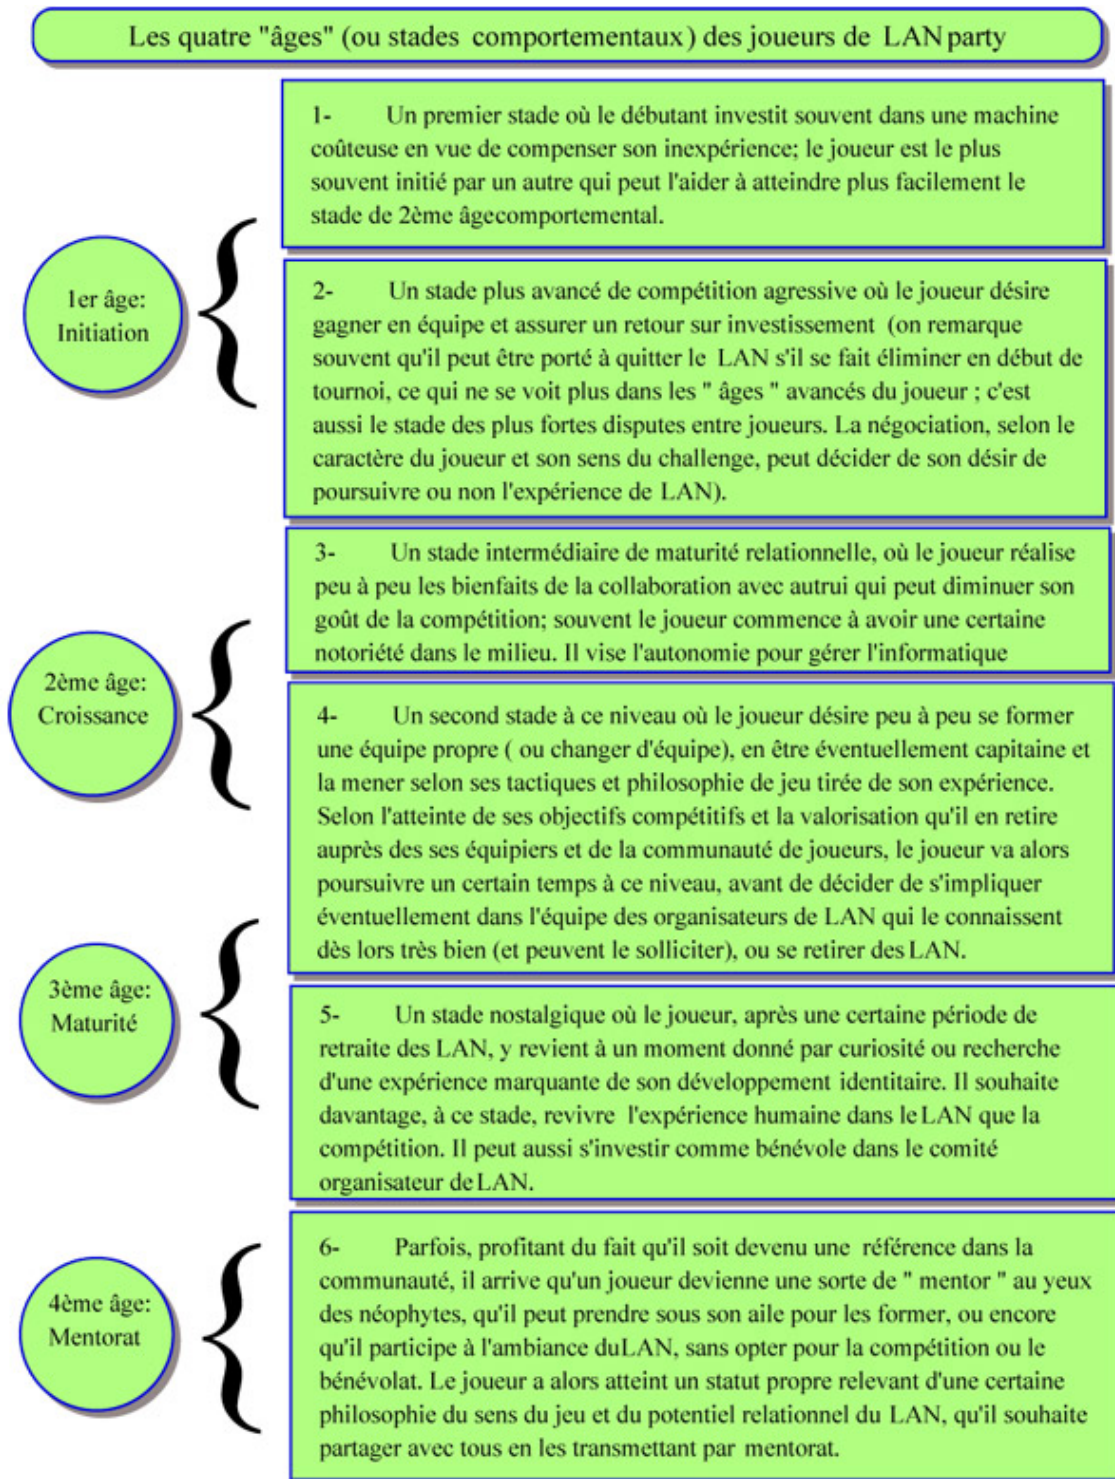 Les quatre "âges" (ou stades comportementaux) des joueurs de LAN party
1er âge:
Initiation
1- Un premier stade où le débutant investit souvent dans une machine
coûteuse en vue de compenser son inexpérience; le joueur est le plus
souvent initié par un autre qui peut l'aider à atteindre plus facilement le
stade de 2ème âgecomportemental.
2- Un stade plus avancé de compétition agressive où le joueur désire
gagner en équipe et assurer un retour sur investissement (on remarque
souvent qu'il peut être porté à quitter le LAN s'il se fait éliminer en début de
tournoi, ce qui ne se voit plus dans les " âges " avancés du joueur ; c'est
aussi le stade des plus fortes disputes entre joueurs. La négociation, selon le
caractère du joueur et son sens du challenge, peut décider de son désir de
poursuivre ou non l'expérience de LAN).
2ème âge:
Croissance
3- Un stade intermédiaire de maturité relationnelle, où le joueur réalise
peu à peu les bienfaits de la collaboration avec autrui qui peut diminuer son
goût de la compétition; souvent le joueur commence à avoir une certaine
notoriété dans le milieu. Il vise l'autonomie pour gérer l'informatique
4- Un second stade à ce niveau où le joueur désire peu à peu se former
une équipe propre ( ou changer d'équipe), en être éventuellement capitaine et
la mener selon ses tactiques et philosophie de jeu tirée de son expérience.
Selon l'atteinte de ses objectifs compétitifs et la valorisation qu'il en retire
auprès des ses équipiers et de la communauté de joueurs, le joueur va alors
poursuivre un certain temps à ce niveau, avant de décider de s'impliquer
éventuellement dans l'équipe des organisateurs de LAN qui le connaissent
dès lors très bien (et peuvent le solliciter), ou se retirer des LAN.
3ème âge:
Maturité
5- Un stade nostalgique où le joueur, après une certaine période de
retraite des LAN, y revient à un moment donné par curiosité ou recherche
d'une expérience marquante de son développement identitaire. Il souhaite
davantage, à ce stade, revivre l'expérience humaine dans le LAN que la
compétition. Il peut aussi s'investir comme bénévole dans le comité
organisateur de LAN.
4ème âge:
Mentorat
6- Parfois, profitant du fait qu'il soit devenu une référence dans la
communauté, il arrive qu'un joueur devienne une sorte de " mentor " au yeux
des néophytes, qu'il peut prendre sous son aile pour les former, ou encore
qu'il participe à l'ambiance du LAN, sans opter pour la compétition ou le
bénévolat. Le joueur a alors atteint un statut propre relevant d'une certaine
philosophie du sens du jeu et du potentiel relationnel du LAN, qu'il souhaite
partager avec tous en les transmettant par mentorat.